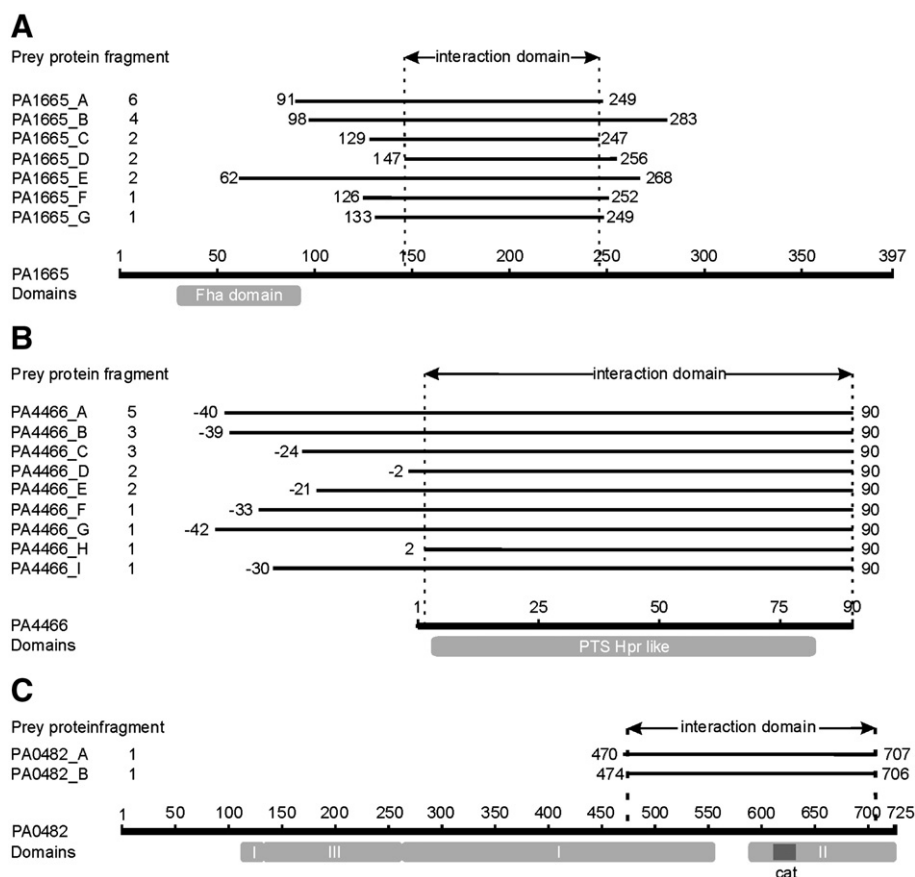 A
Prey protein fragment interaction domain
PA1665_A 6 91 249
PA1665_B 4 98 283
PA1665_C 2 129 247
PA1665_D 2 147 256
PA1665_E 2 62 268
PA1665_F 1 126 252
PA1665_G 1 133 249
1 50 100 150 200 250 300 350 397
PA1665
Domains Fha domain
B
Prey protein fragment interaction domain
PA4466_A 5 -40 90
PA4466_B 3 -39 90
PA4466_C 3 -24 90
PA4466_D 2 -2 90
PA4466_E 2 -21 90
PA4466_F 1 -33 90
PA4466_G 1 -42 90
PA4466_H 1 2 90
PA4466_I 1 -30 90
1 25 50 75 90
PA4466
Domains PTS Hpr like
C
Prey proteinfragment interaction domain
PA0482_A 1 470 707
PA0482_B 1 474 706
1 50 100 150 200 250 300 350 400 450 500 550 600 650 700 725
PA0482
Domains I III I II
cat